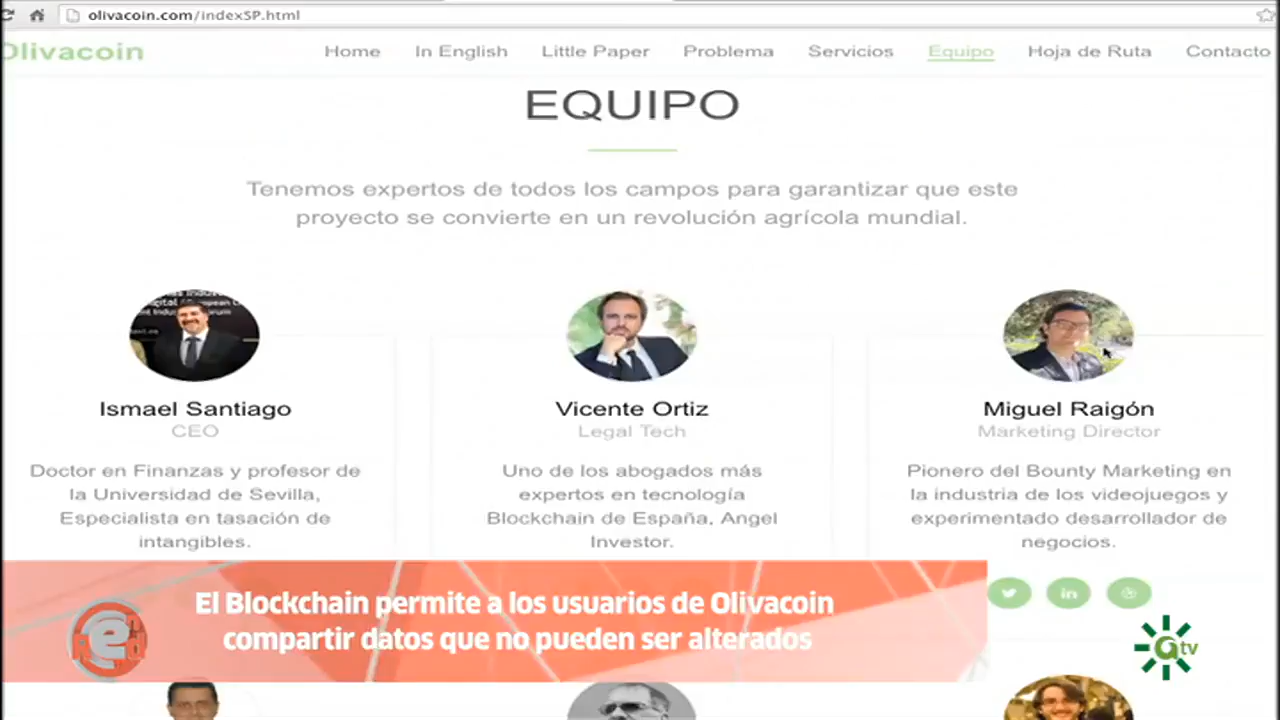 olivacoin.com/indexSP.html
Olivacoin
Home In English Little Paper Problema Servicios Equipo Hoja de Ruta Contacto
EQUIPO
Tenemos expertos de todos los campos para garantizar que este
proyecto se convierte en un revolución agrícola mundial.
Ismael Santiago
CEO
Doctor en Finanzas y profesor de
la Universidad de Sevilla,
Especialista en tasación de
intangibles.
Vicente Ortiz
Legal Tech
Uno de los abogados más
expertos en tecnología
Blockchain de España, Angel
Investor.
Miguel Raigón
Marketing Director
Pionero del Bounty Marketing en
la industria de los videojuegos y
experimentado desarrollador de
negocios.
in
El Blockchain permite a los usuarios de Olivacoin
compartir datos que no pueden ser alterados
tv